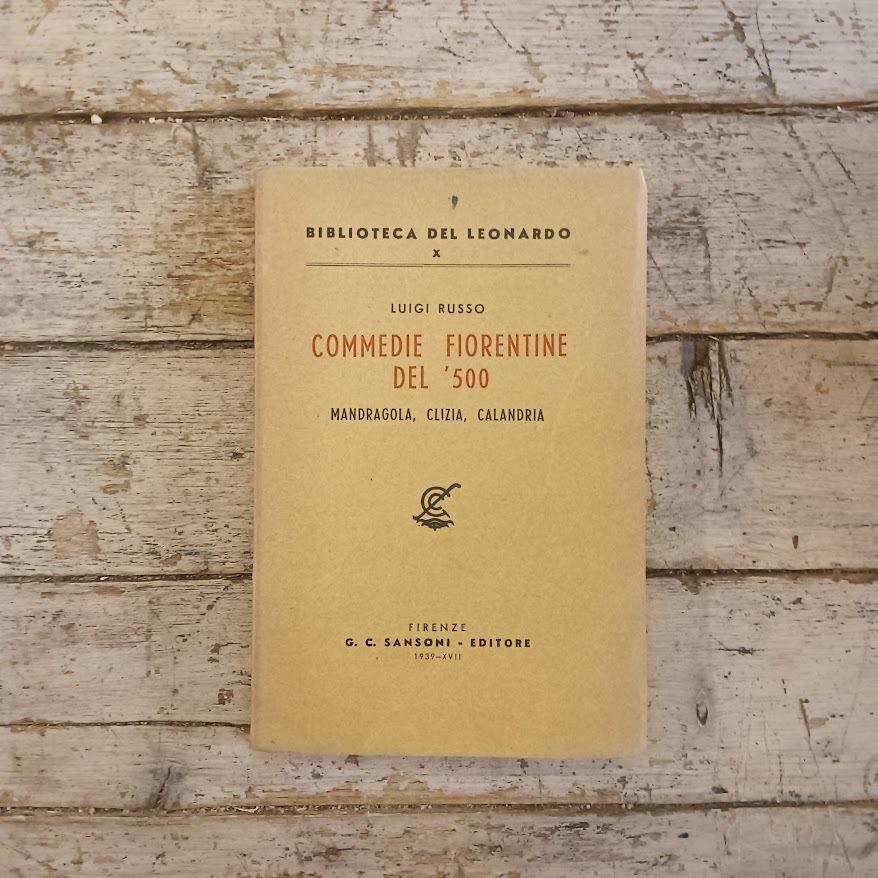 BIBLIOTECA DEL LEONARDO
X
LUIGI RUSSO
COMMEDIE FIORENTINE
DEL '500
MANDRAGOLA, CLIZIA, CALANDRIA
FIRENZE
G. C. SANSONI - EDITORE
1939-XVII